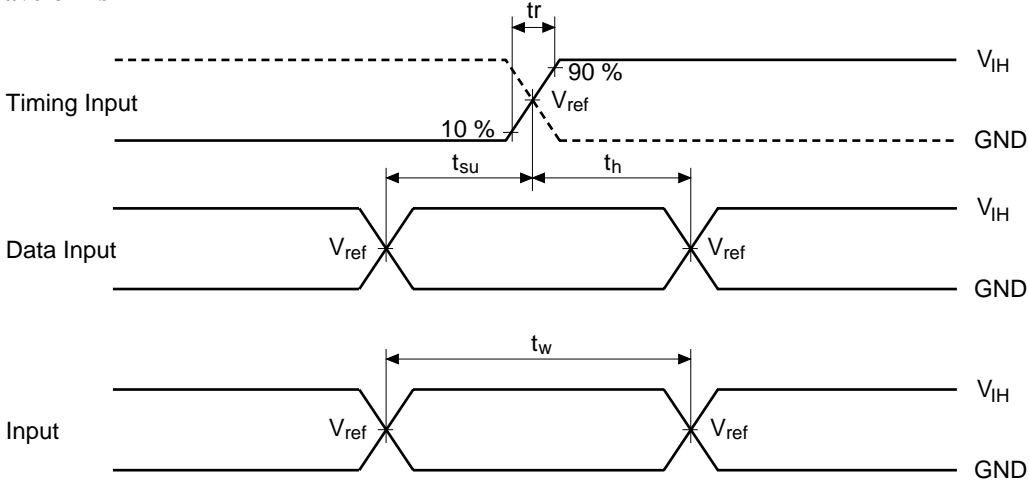 tr
V_IH
90 %
Timing Input
V_ref
10 %
GND
t_su
t_h
V_IH
Data Input
V_ref
V_ref
GND
t_w
V_IH
Input
V_ref
V_ref
GND